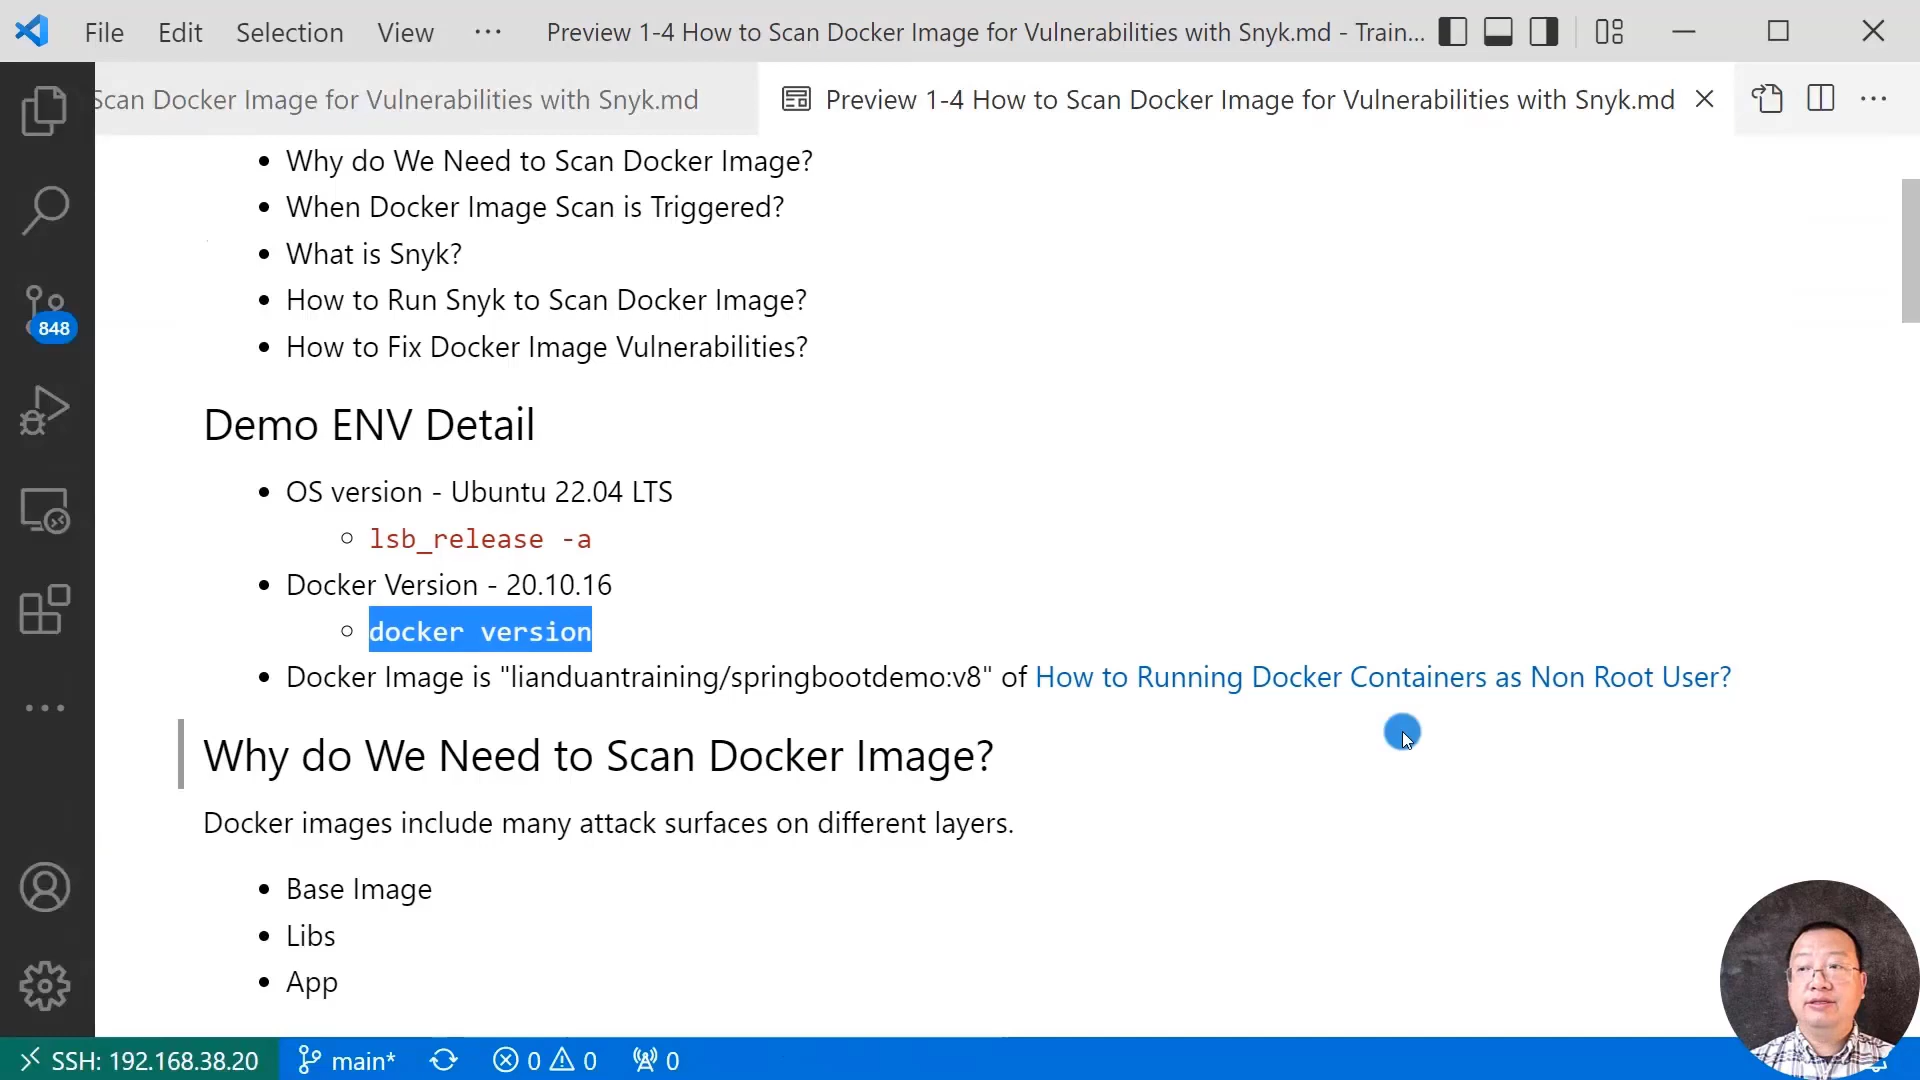 File Edit Selection View ··· Preview 1-4 How to Scan Docker Image for Vulnerabilities with Snyk.md - Train...
Scan Docker Image for Vulnerabilities with Snyk.md Preview 1-4 How to Scan Docker Image for Vulnerabilities with Snyk.md
• Why do We Need to Scan Docker Image?
• When Docker Image Scan is Triggered?
• What is Snyk?
• How to Run Snyk to Scan Docker Image?
848
• How to Fix Docker Image Vulnerabilities?
Demo ENV Detail
• OS version - Ubuntu 22.04 LTS
○ lsb_release -a
• Docker Version - 20.10.16
○ docker version
• Docker Image is "lianduantraining/springbootdemo:v8" of How to Running Docker Containers as Non Root User?
Why do We Need to Scan Docker Image?
Docker images include many attack surfaces on different layers.
• Base Image
• Libs
• App
SSH: 192.168.38.20 main* 0 0 0